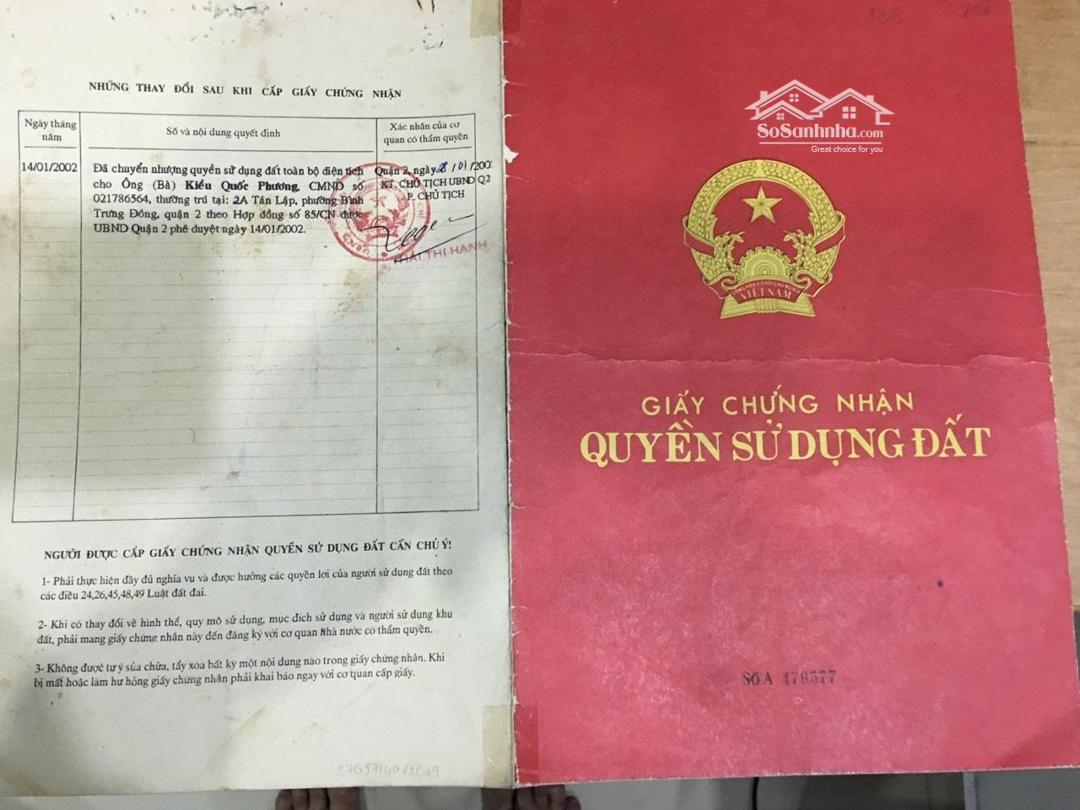 NHỮNG THAY ĐỔI SAU KHI CẤP GIẤY CHỨNG NHẬN
Ngày tháng năm
Số và nội dung quyết định
Xác nhận của cơ quan có thẩm quyền
14/01/2002
Đã chuyển nhượng quyền sử dụng đất toàn bộ diện tích
cho Ông (Bà) Kiều Quốc Phương, CMND số
021786564, thường trú tại: 2A Tân Lập, phường Bình
Trưng Đông, quận 2 theo Hợp đồng số 85/CN được
UBND Quận 2 phê duyệt ngày 14/01/2002.
Quận 2, ngày
KT. CHỦ TỊCH UBND Q2
P. CHỦ TỊCH
THỊ HẠNH
NGƯỜI ĐƯỢC CẤP GIẤY CHỨNG NHẬN QUYỀN SỬ DỤNG ĐẤT CẦN CHÚ Ý!
1- Phải thực hiện đầy đủ nghĩa vụ và được hưởng các quyền lợi của người sử dụng đất theo
các điều 24,26,45,48,49 Luật đất đai.
2- Khi có thay đổi về hình thể, quy mô sử dụng, mục đích sử dụng và người sử dụng khu
đất, phải mang giấy chứng nhận này đến đăng ký với cơ quan Nhà nước có thẩm quyền.
3- Không được tự ý sủa chữa, tẩy xóa bất kỳ một nội dung nào trong giấy chứng nhận. Khi
bị mất hoặc làm hư hỏng giấy chứng nhận phải khai báo ngay với cơ quan cấp giấy.
SoSanhnha.com
Great choice for you
VIỆT NAM
GIẤY CHỨNG NHẬN
QUYỀN SỬ DỤNG ĐẤT
Số A 479577